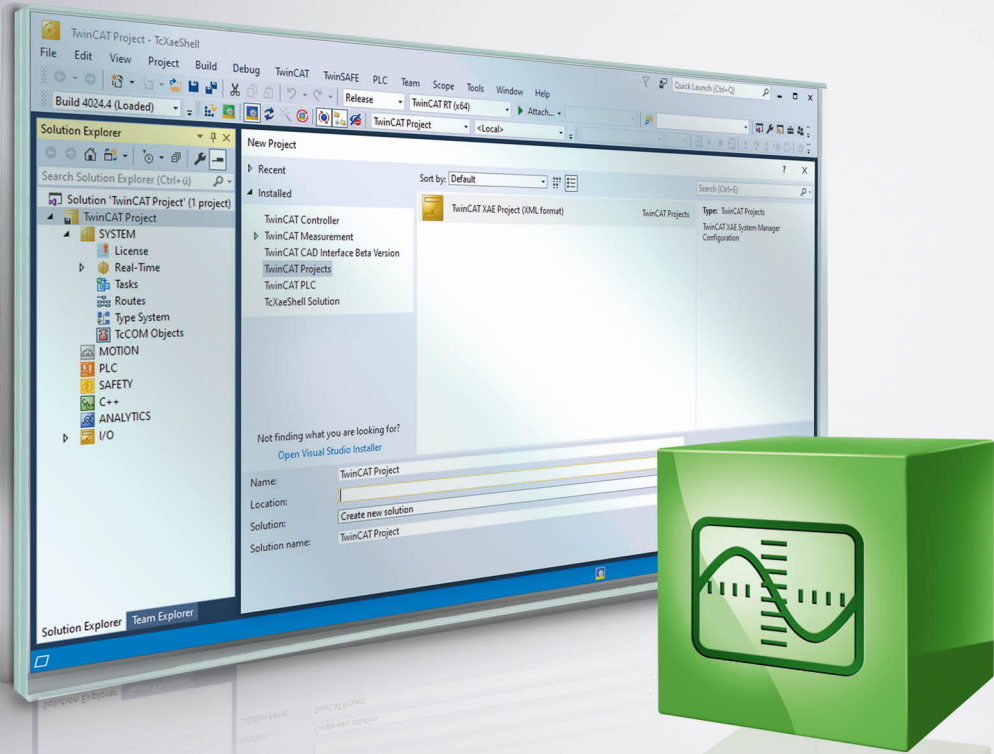 TwinCAT Project - TcXaeShell
File Edit View Project Build Debug TwinCAT TwinSAFE PLC Team Scope Tools Window Help
Quick Launch (Ctrl+Q)
Release TwinCAT RT (x64) Attach...
Build 4024.4 (Loaded) TwinCAT Project <Local>
Solution Explorer
Search Solution Explorer (Ctrl+ü)
Solution 'TwinCAT Project' (1 project)
TwinCAT Project
SYSTEM
License
Real-Time
Tasks
Routes
Type System
TcCOM Objects
MOTION
PLC
SAFETY
C++
ANALYTICS
I/O
Solution Explorer Team Explorer
New Project
? X
Recent
Installed
TwinCAT Controller
TwinCAT Measurement
TwinCAT CAD Interface Beta Version
TwinCAT Projects
TwinCAT PLC
TcXaeShell Solution
Not finding what you are looking for?
Open Visual Studio Installer
Sort by: Default
TwinCAT XAE Project (XML format) TwinCAT Projects
Search (Ctrl+E)
Type: TwinCAT Projects
TwinCAT XAE System Manager
Configuration
Name: TwinCAT Project
Location:
Solution: Create new solution
Solution name: TwinCAT Project